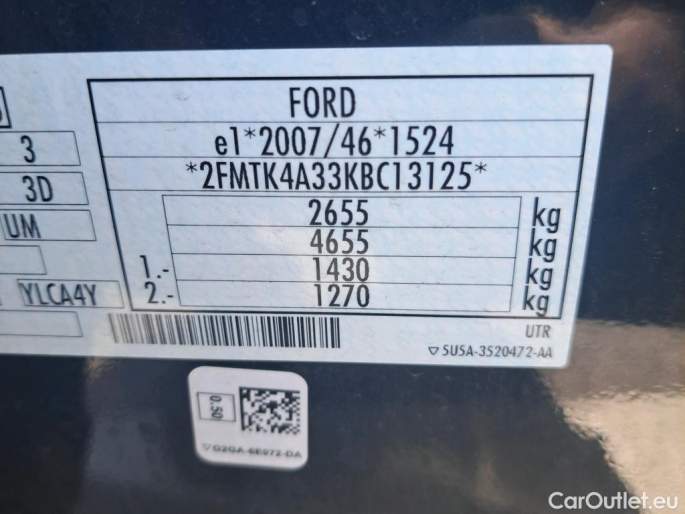 FORD
e1*2007/46*1524
*2FMTK4A33KBC13125*
2655 kg
4655 kg
1.- 1430 kg
2.- 1270 kg
3
3D
UM
YLCA4Y
UTR
5U5A-3520472-AA
0.50
G2GA-6E072-DA
CarOutlet.eu